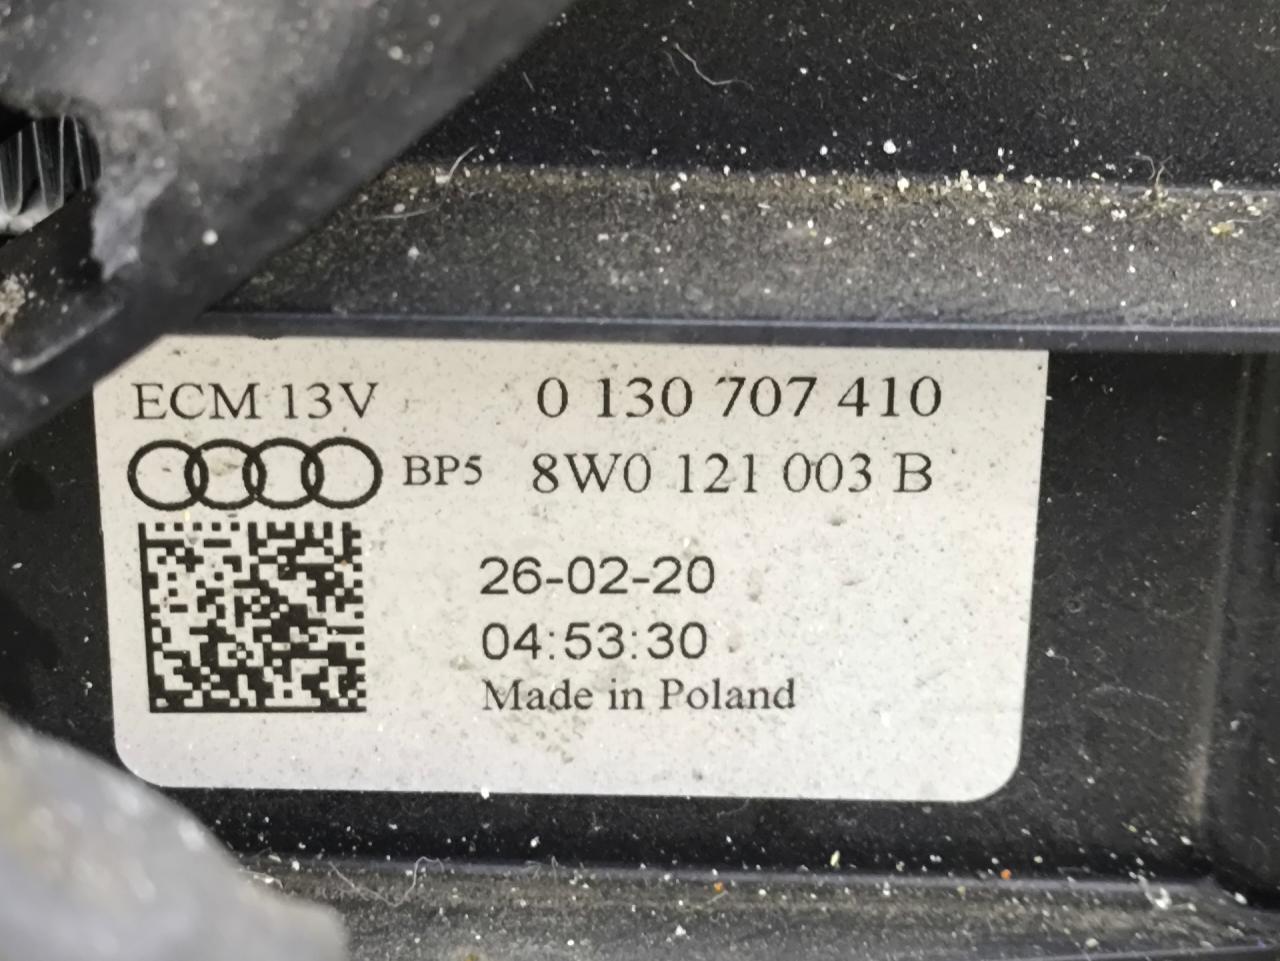 ECM 13V 0 130 707 410
BP5 8W0 121 003 B
26-02-20
04:53:30
Made in Poland